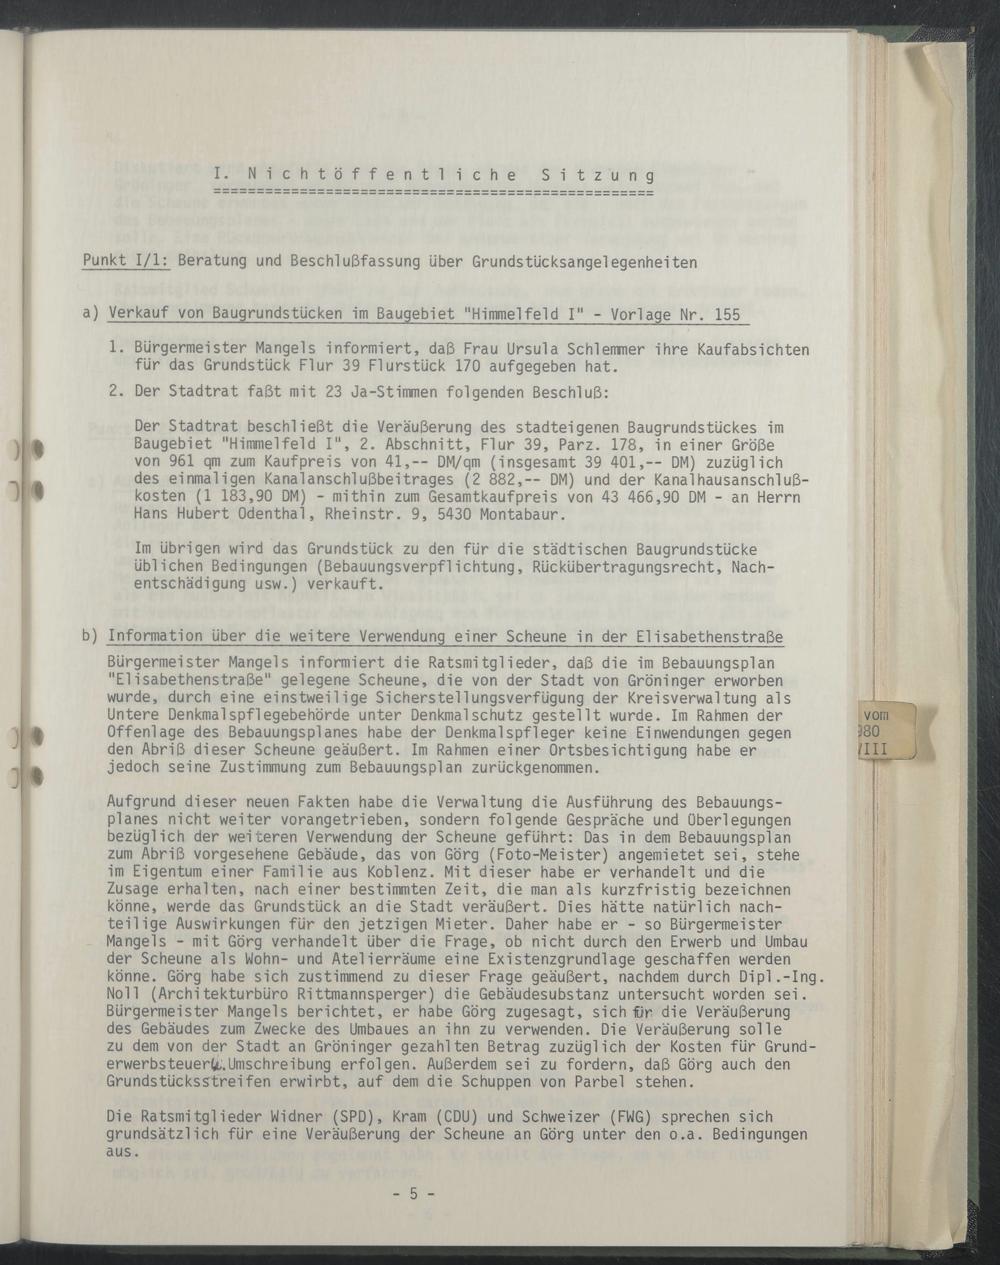 I. Nichtöffentliche Sitzung
===================================================
Punkt I/1: Beratung und Beschlußfassung über Grundstücksangelegenheiten
a) Verkauf von Baugrundstücken im Baugebiet "Himmelfeld I" - Vorlage Nr. 155
1. Bürgermeister Mangels informiert, daß Frau Ursula Schlemmer ihre Kaufabsichten
für das Grundstück Flur 39 Flurstück 170 aufgegeben hat.
2. Der Stadtrat faßt mit 23 Ja-Stimmen folgenden Beschluß:
Der Stadtrat beschließt die Veräußerung des stadteigenen Baugrundstückes im
Baugebiet "Himmelfeld I", 2. Abschnitt, Flur 39, Parz. 178, in einer Größe
von 961 qm zum Kaufpreis von 41,-- DM/qm (insgesamt 39 401,-- DM) zuzüglich
des einmaligen Kanalanschlußbeitrages (2 882,-- DM) und der Kanalhausanschluß-
kosten (1 183,90 DM) - mithin zum Gesamtkaufpreis von 43 466,90 DM - an Herrn
Hans Hubert Odenthal, Rheinstr. 9, 5430 Montabaur.
Im übrigen wird das Grundstück zu den für die städtischen Baugrundstücke
üblichen Bedingungen (Bebauungsverpflichtung, Rückübertragungsrecht, Nach-
entschädigung usw.) verkauft.
b) Information über die weitere Verwendung einer Scheune in der Elisabethenstraße
Bürgermeister Mangels informiert die Ratsmitglieder, daß die im Bebauungsplan
"Elisabethenstraße" gelegene Scheune, die von der Stadt von Gröninger erworben
wurde, durch eine einstweilige Sicherstellungsverfügung der Kreisverwaltung als
Untere Denkmalspflegebehörde unter Denkmalschutz gestellt wurde. Im Rahmen der
Offenlage des Bebauungsplanes habe der Denkmalspfleger keine Einwendungen gegen
den Abriß dieser Scheune geäußert. Im Rahmen einer Ortsbesichtigung habe er
jedoch seine Zustimmung zum Bebauungsplan zurückgenommen.
Aufgrund dieser neuen Fakten habe die Verwaltung die Ausführung des Bebauungs-
planes nicht weiter vorangetrieben, sondern folgende Gespräche und Überlegungen
bezüglich der weiteren Verwendung der Scheune geführt: Das in dem Bebauungsplan
zum Abriß vorgesehene Gebäude, das von Görg (Foto-Meister) angemietet sei, stehe
im Eigentum einer Familie aus Koblenz. Mit dieser habe er verhandelt und die
Zusage erhalten, nach einer bestimmten Zeit, die man als kurzfristig bezeichnen
könne, werde das Grundstück an die Stadt veräußert. Dies hätte natürlich nach-
teilige Auswirkungen für den jetzigen Mieter. Daher habe er - so Bürgermeister
Mangels - mit Görg verhandelt über die Frage, ob nicht durch den Erwerb und Umbau
der Scheune als Wohn- und Atelierräume eine Existenzgrundlage geschaffen werden
könne. Görg habe sich zustimmend zu dieser Frage geäußert, nachdem durch Dipl.-Ing.
Noll (Architekturbüro Rittmannsperger) die Gebäudesubstanz untersucht worden sei.
Bürgermeister Mangels berichtet, er habe Görg zugesagt, sich für die Veräußerung
des Gebäudes zum Zwecke des Umbaues an ihn zu verwenden. Die Veräußerung solle
zu dem von der Stadt an Gröninger gezahlten Betrag zuzüglich der Kosten für Grund-
erwerbsteuer u. Umschreibung erfolgen. Außerdem sei zu fordern, daß Görg auch den
Grundstücksstreifen erwirbt, auf dem die Schuppen von Parbel stehen.
Die Ratsmitglieder Widner (SPD), Kram (CDU) und Schweizer (FWG) sprechen sich
grundsätzlich für eine Veräußerung der Scheune an Görg unter den o.a. Bedingungen
aus.
- 5 -
vom
980
VIII